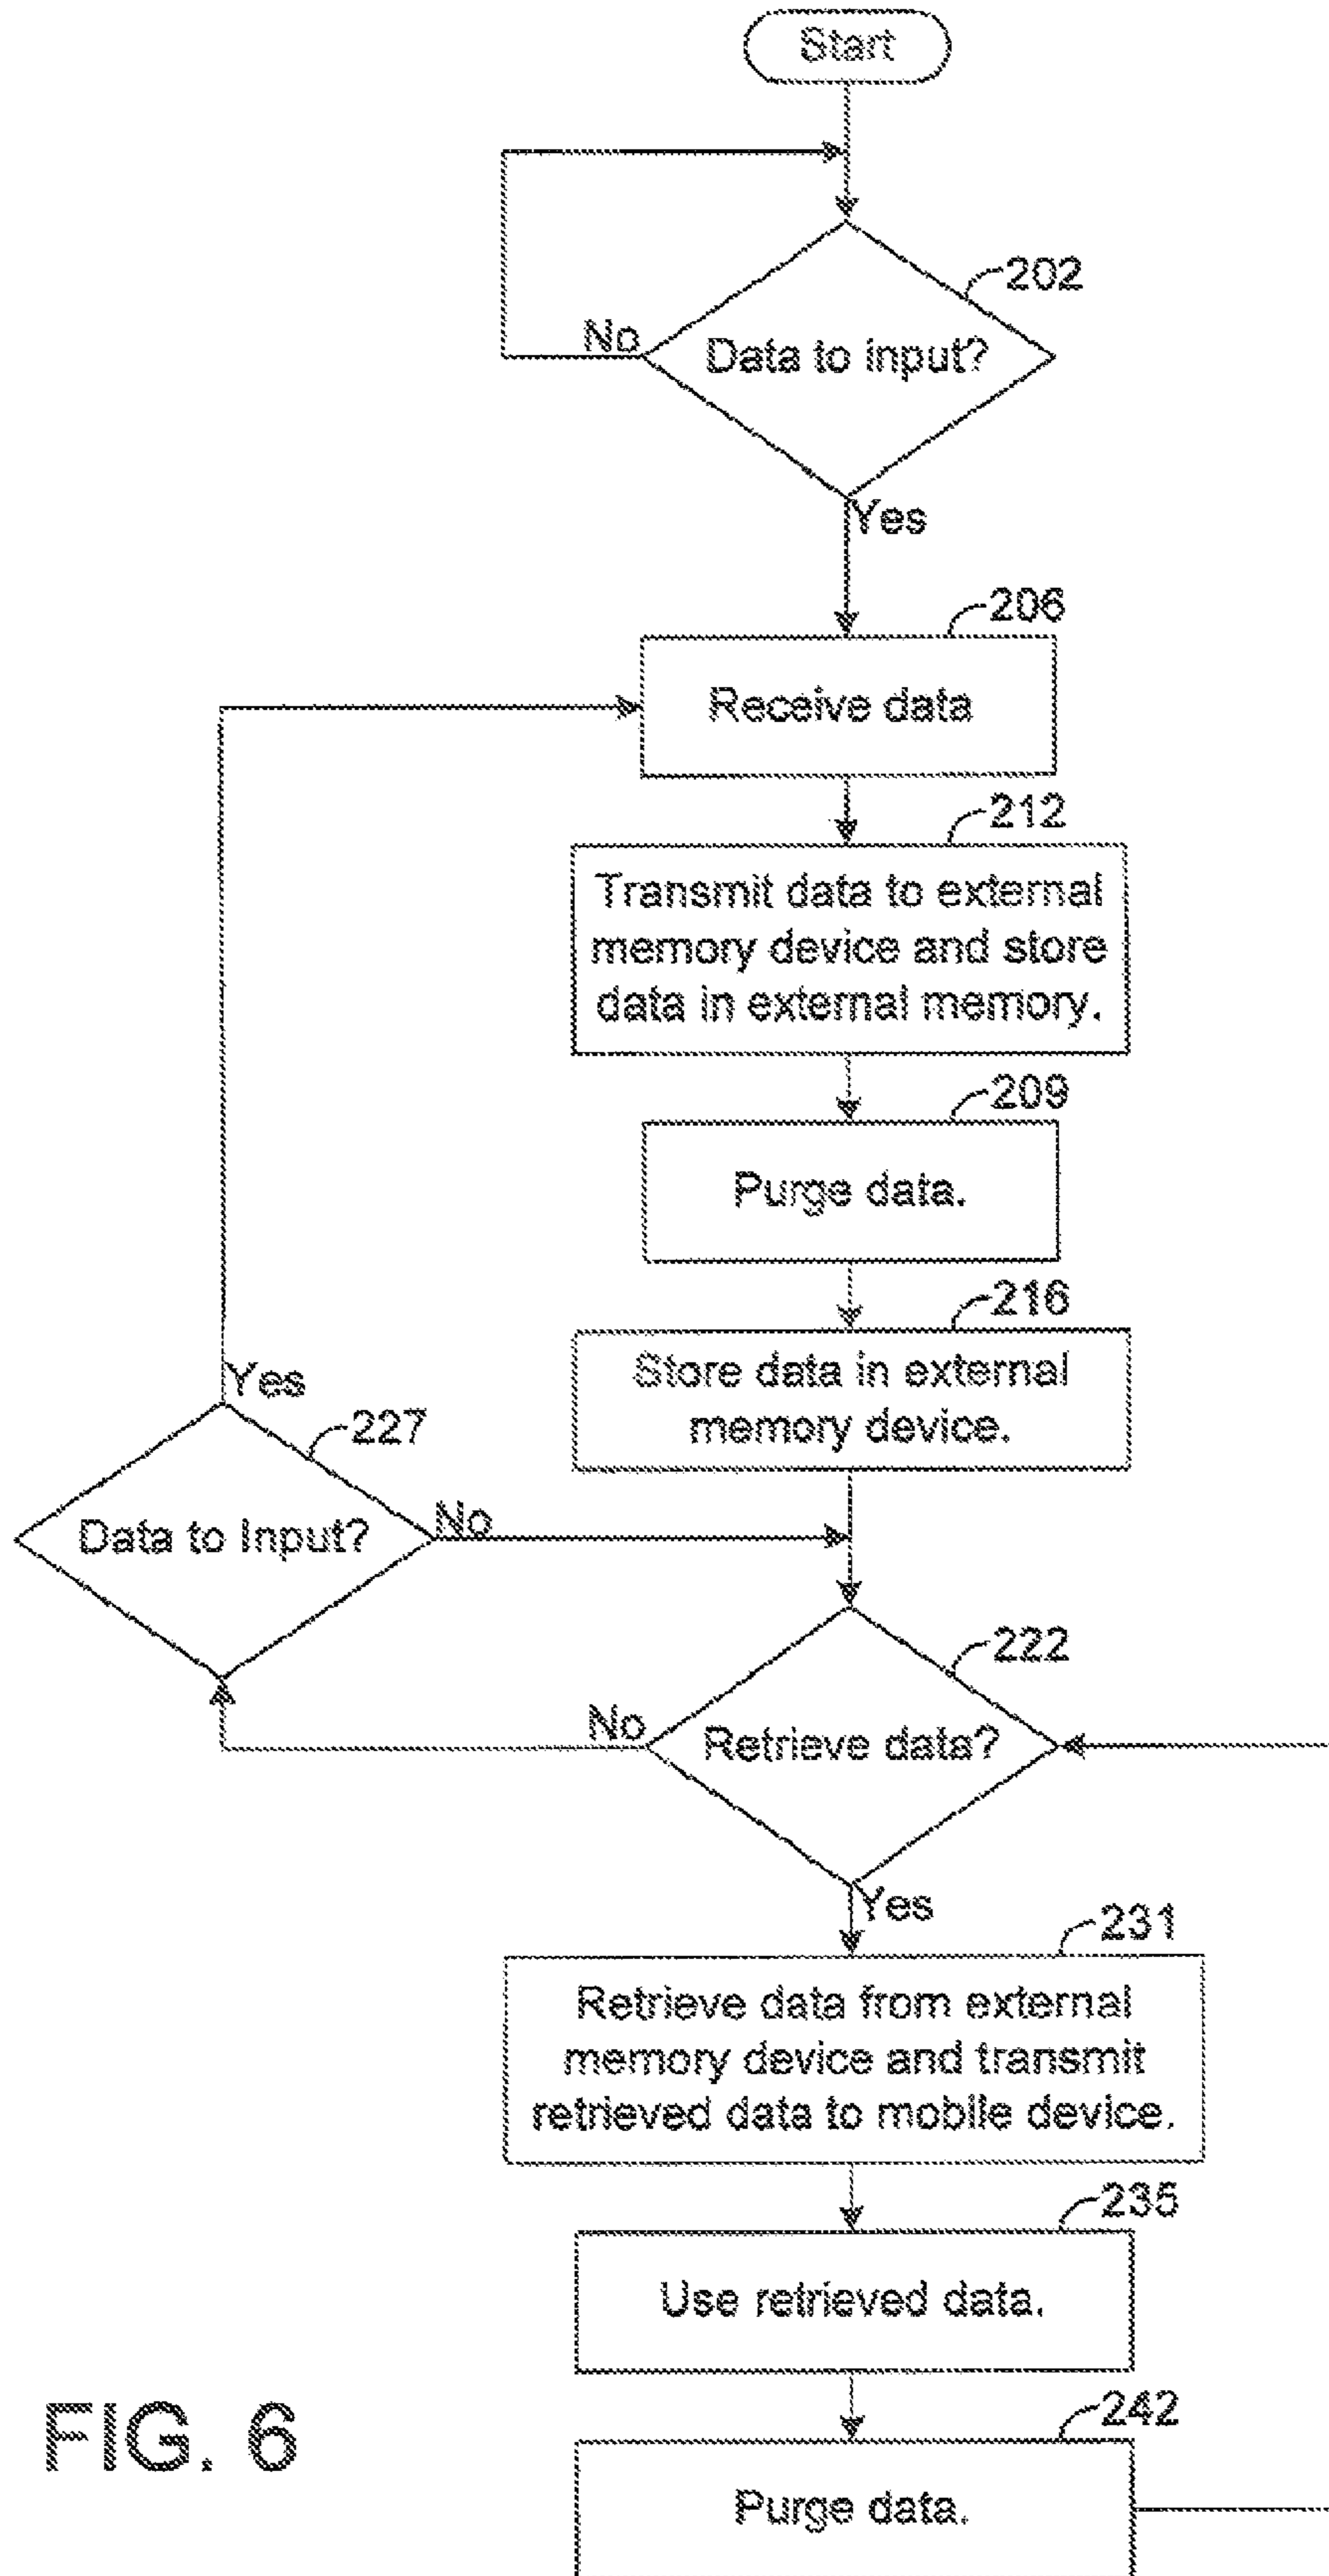 Start
202
No
Data to input?
Yes
206
Receive data
212
Transmit data to external
memory device and store
data in external memory.
209
Purge data.
216
Store data in external
memory device.
Yes
227
Data to Input?
No
222
No
Retrieve data?
Yes
231
Retrieve data from external
memory device and transmit
retrieved data to mobile device.
235
Use retrieved data.
242
Purge data.
FIG. 6